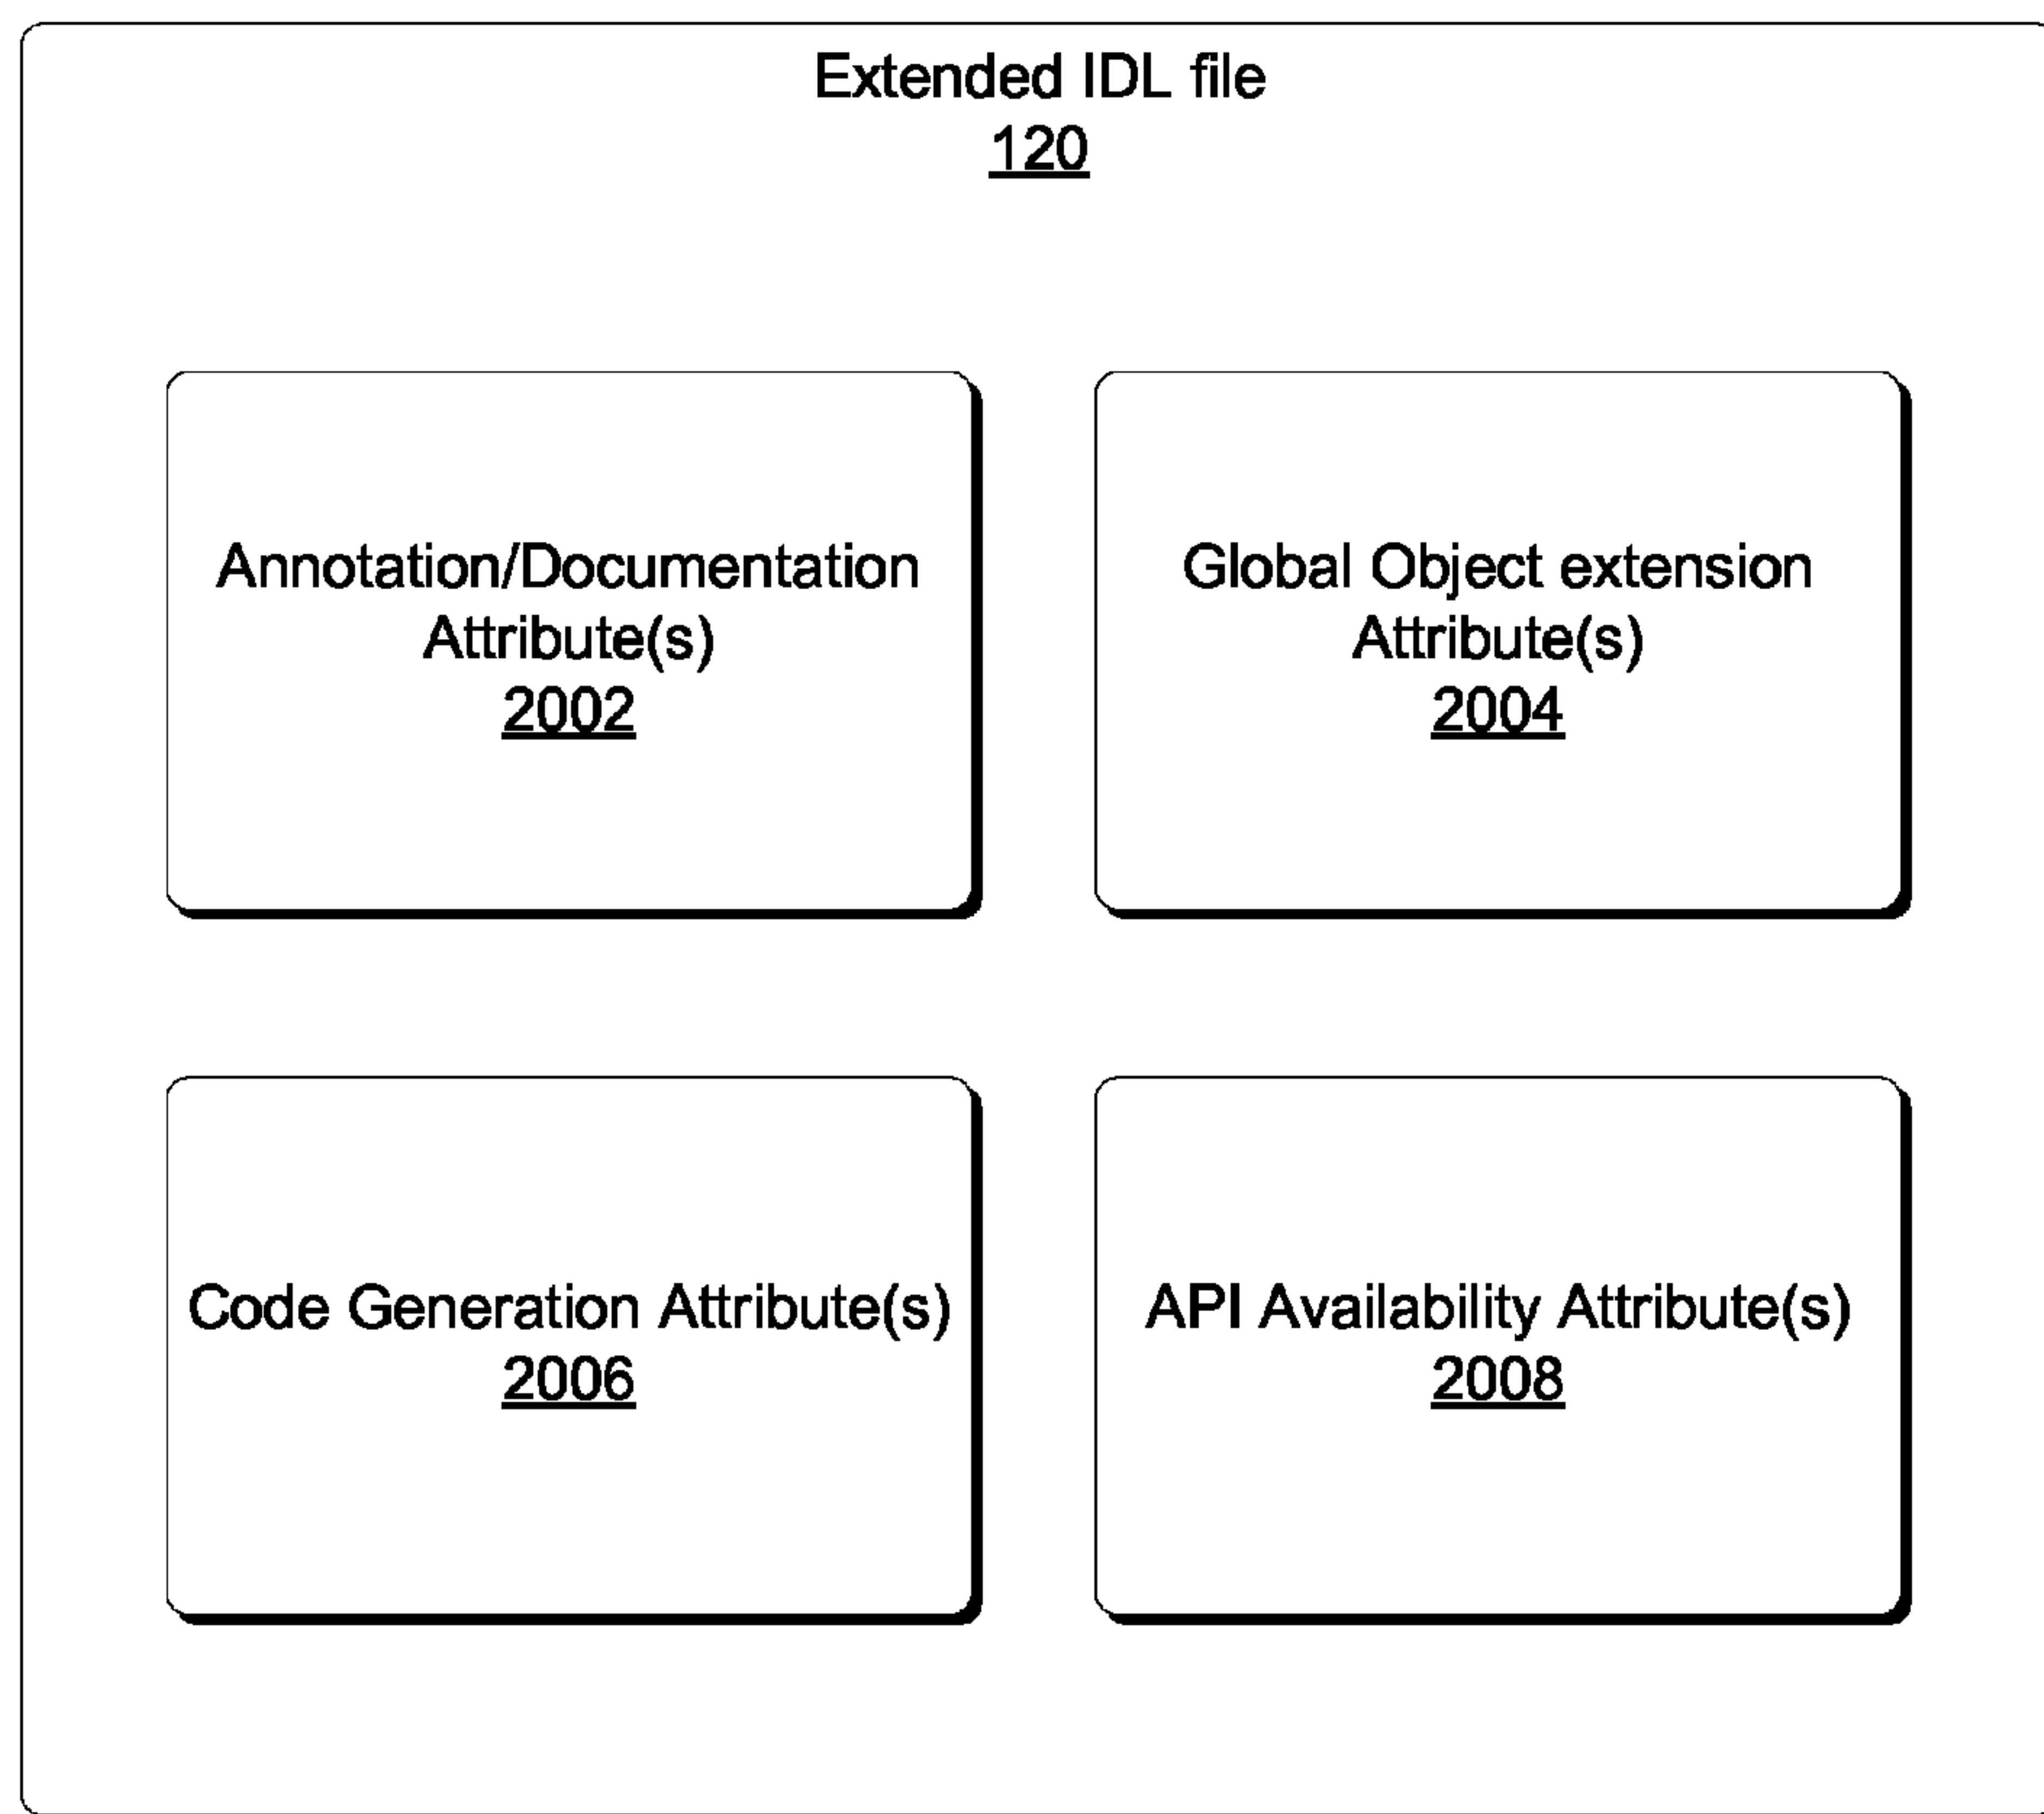 Extended IDL file
120
Annotation/Documentation
Attribute(s)
2002
Global Object extension
Attribute(s)
2004
Code Generation Attribute(s)
2006
API Availability Attribute(s)
2008